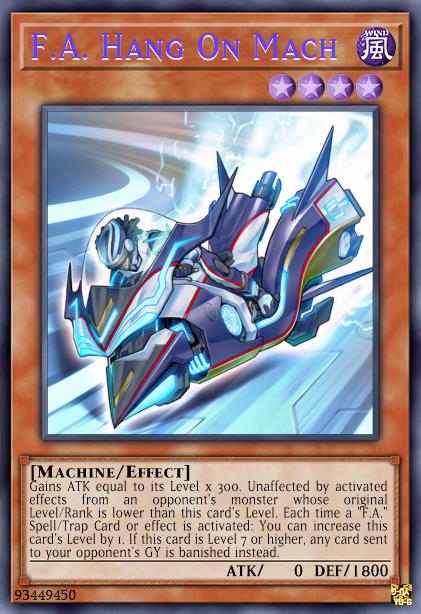 F.A. Hang On Mach
WIND
風
[Machine/Effect]
Gains ATK equal to its Level x 300. Unaffected by activated
effects from an opponent's monster whose original
Level/Rank is lower than this card's Level. Each time a "F.A."
Spell/Trap Card or effect is activated: You can increase this
card's Level by 1. If this card is Level 7 or higher, any card sent
to your opponent's GY is banished instead.
ATK/ 0 DEF/1800
93449450